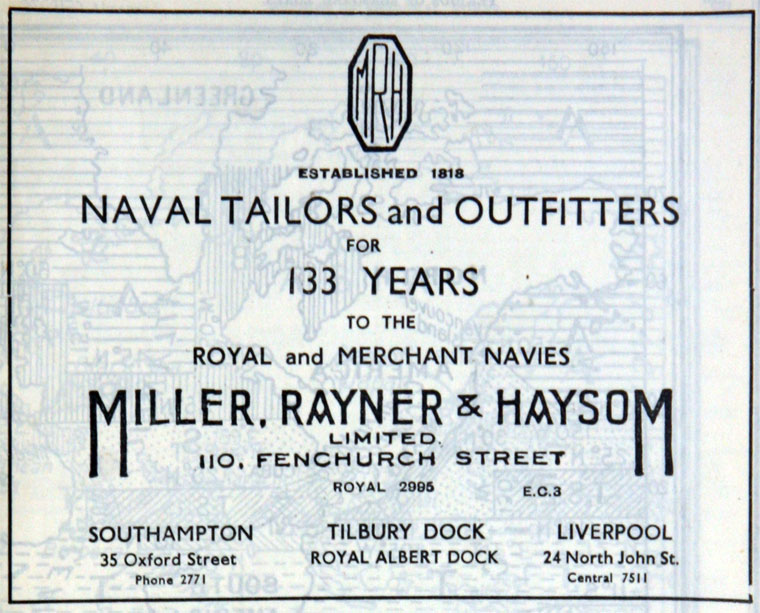 MRH
ESTABLISHED 1818
NAVAL TAILORS and OUTFITTERS
FOR
133 YEARS
TO THE
ROYAL and MERCHANT NAVIES
MILLER, RAYNER & HAYSOM
LIMITED.
110, FENCHURCH STREET
ROYAL 2995 E.C.3
SOUTHAMPTON
35 Oxford Street
Phone 2771
TILBURY DOCK
ROYAL ALBERT DOCK
LIVERPOOL
24 North John St.
Central 7511
GREENLAND